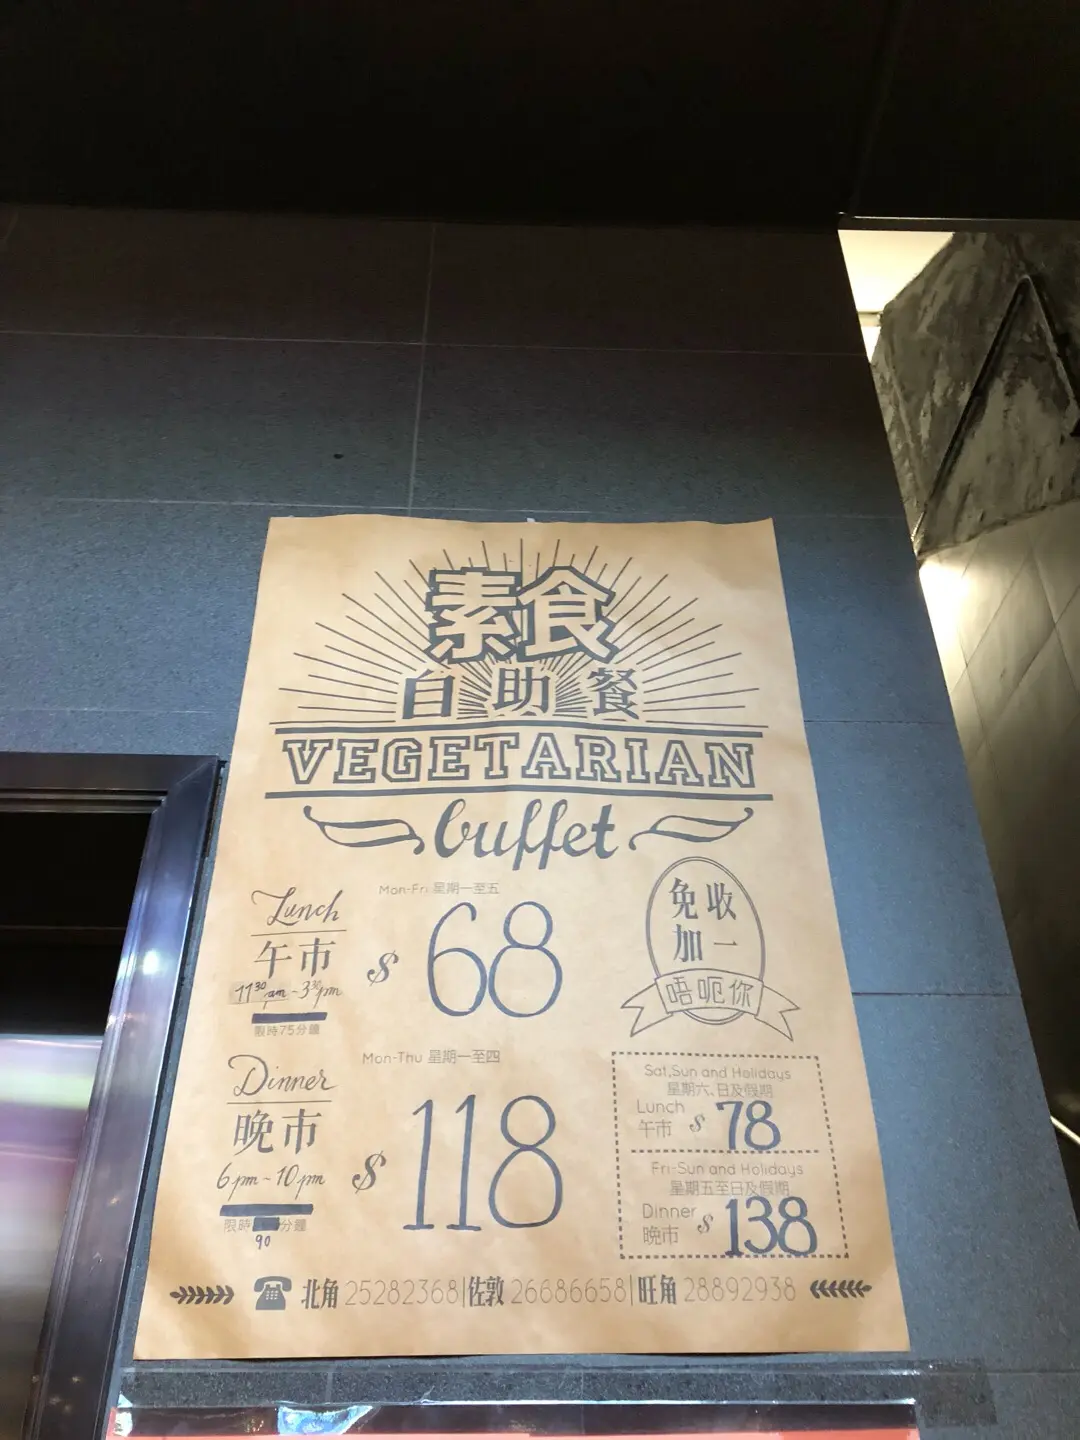 素食
自助餐
VEGETARIAN
buffet
Lunch
午市
11:30am~3:30pm
限時75分鐘
Mon-Fri 星期一至五
$ 68
免收
加一
唔呃你
Dinner
晚市
6pm~10pm
限時 分鐘
90
Mon-Thu 星期一至四
$ 118
Sat,Sun and Holidays
星期六、日及假期
Lunch
午市 $ 78
Fri-Sun and Holidays
星期五至日及假期
Dinner
晚市 $ 138
北角 25282368|佐敦 26686658|旺角 28892938